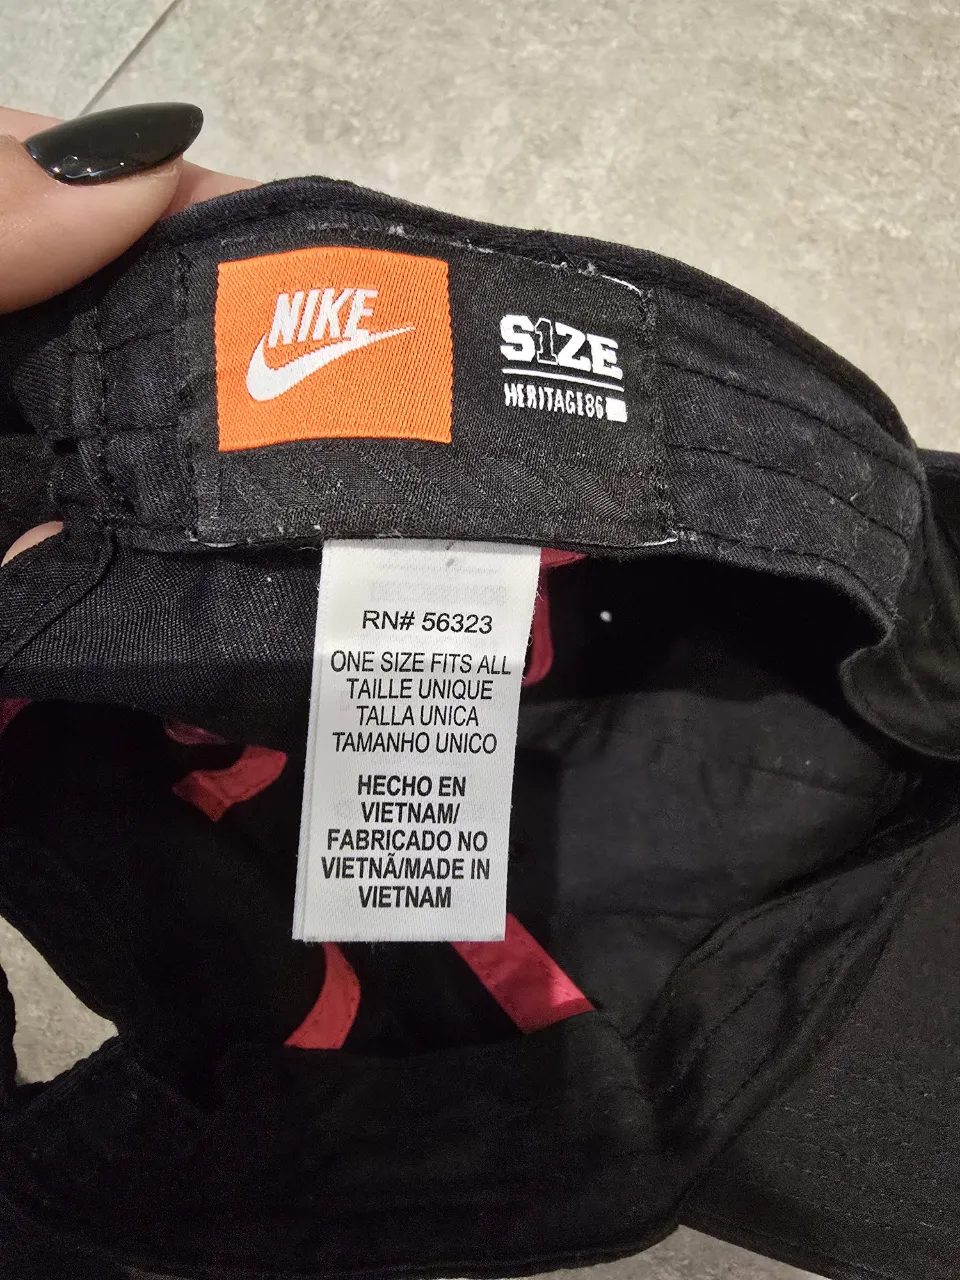 NIKE
S1ZE
HERITAGE86
RN# 56323
ONE SIZE FITS ALL
TAILLE UNIQUE
TALLA UNICA
TAMANHO UNICO
HECHO EN
VIETNAM/
FABRICADO NO
VIETNÃ/MADE IN
VIETNAM